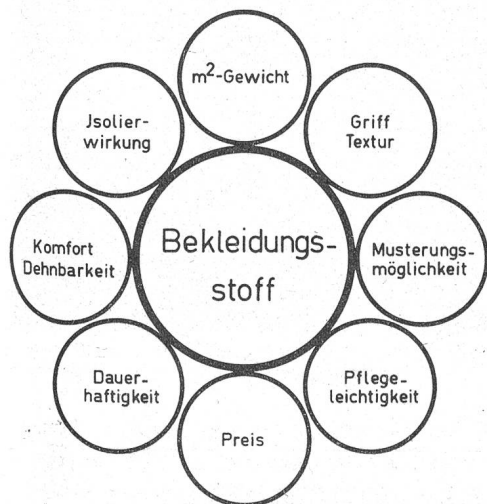 m²-Gewicht
Griff
Textur
Musterungs-
möglichkeit
Pflege-
leichtigkeit
Preis
Dauer-
haftigkeit
Komfort
Dehnbarkeit
Jsolier-
wirkung
Bekleidungs-
stoff